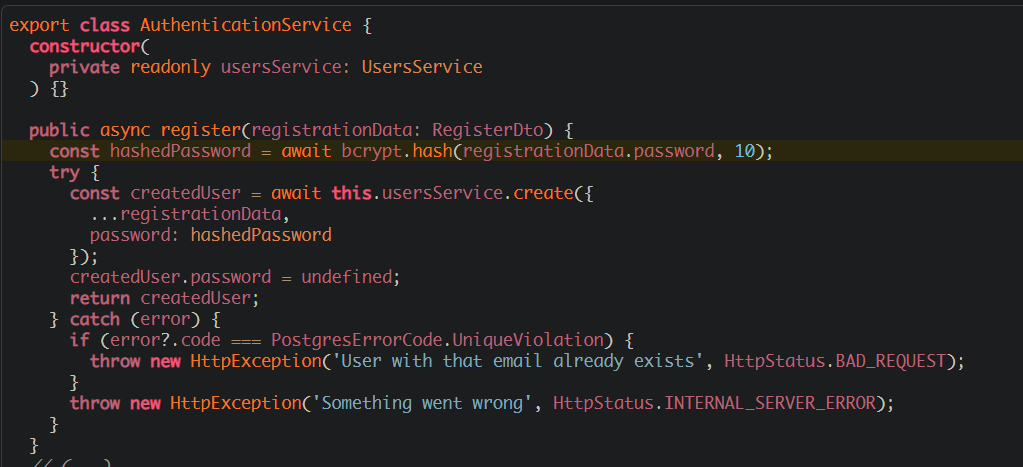 export class AuthenticationService {
  constructor(
    private readonly usersService: UsersService
  ) {}
  public async register(registrationData: RegisterDto) {
    const hashedPassword = await bcrypt.hash(registrationData.password, 10);
    try {
      const createdUser = await this.usersService.create({
        ...registrationData,
        password: hashedPassword
      });
      createdUser.password = undefined;
      return createdUser;
    } catch (error) {
      if (error?.code === PostgresErrorCode.UniqueViolation) {
        throw new HttpException('User with that email already exists', HttpStatus.BAD_REQUEST);
      }
      throw new HttpException('Something went wrong', HttpStatus.INTERNAL_SERVER_ERROR);
    }
  }